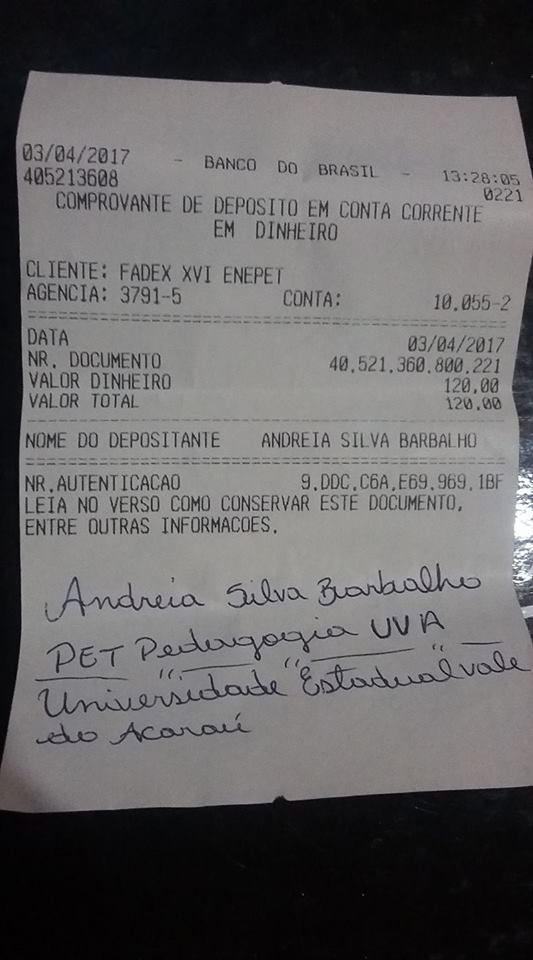 03/04/2017 - BANCO DO BRASIL - 13:28:05
405213608 0221
COMPROVANTE DE DEPOSITO EM CONTA CORRENTE
EM DINHEIRO
CLIENTE: FADEX XVI ENEPET
AGENCIA: 3791-5 CONTA: 10.055-2
DATA 03/04/2017
NR. DOCUMENTO 40.521.360.800.221
VALOR DINHEIRO 120,00
VALOR TOTAL 120,00
NOME DO DEPOSITANTE ANDREIA SILVA BARBALHO
NR.AUTENTICACAO 9.DDC.C6A.E69.969.1BF
LEIA NO VERSO COMO CONSERVAR ESTE DOCUMENTO,
ENTRE OUTRAS INFORMACOES.
Andreia Silva Barbalho
PET Pedagogia UVA
Universidade Estadual vale
do Acaraú